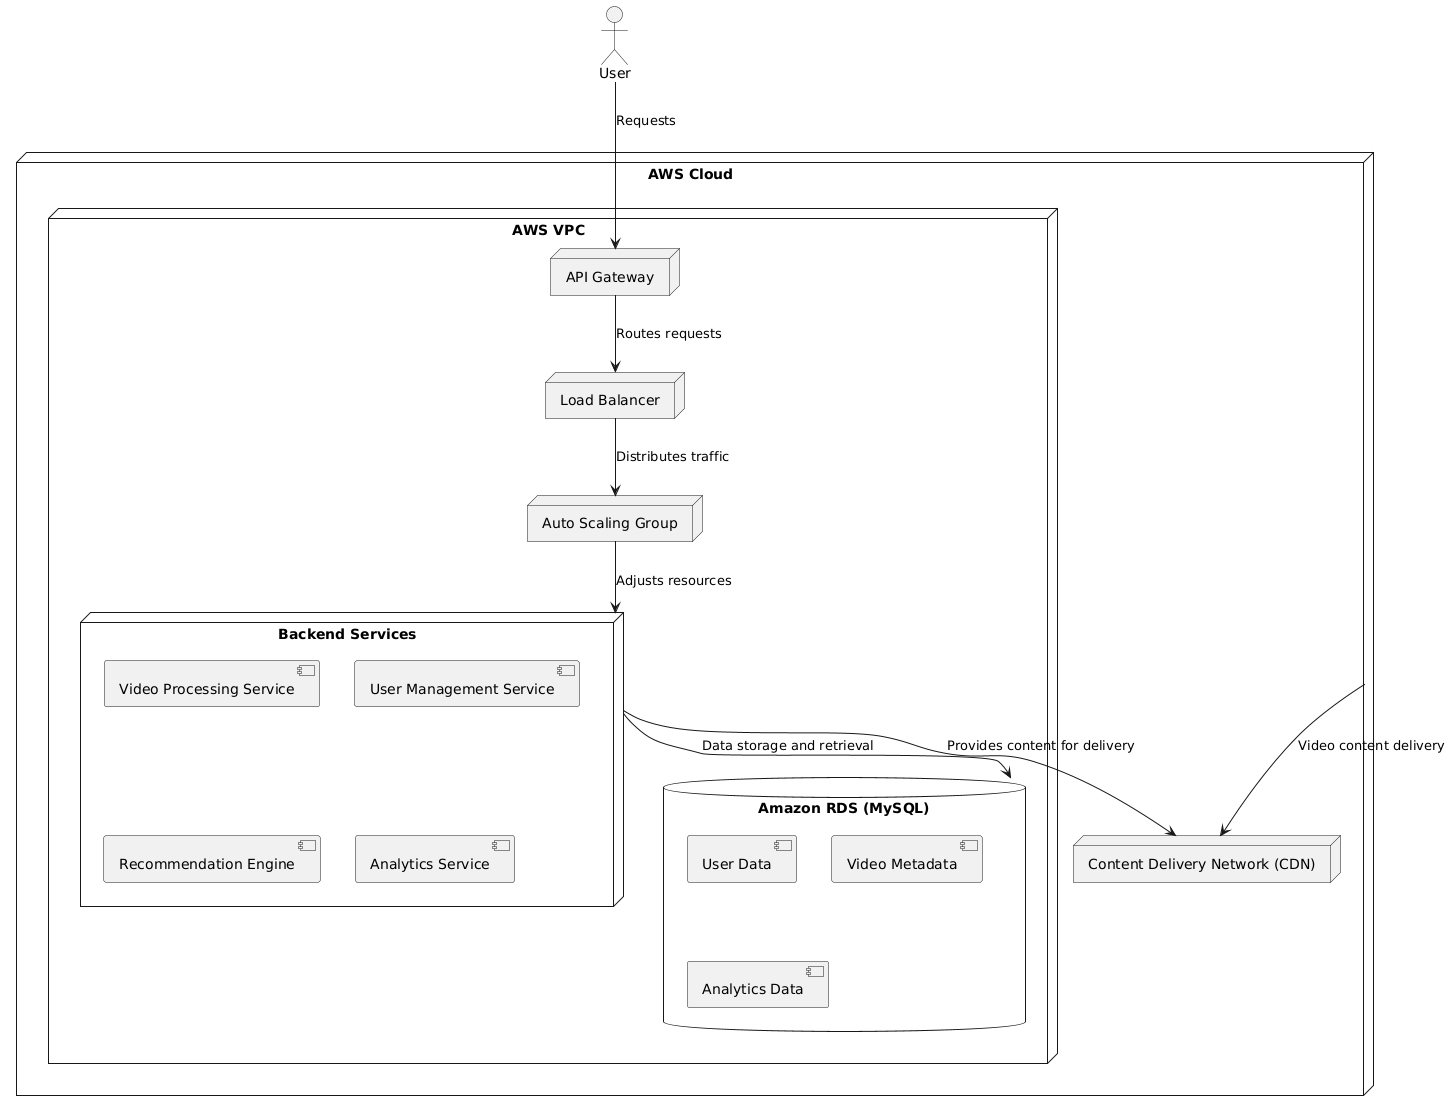 User
Requests
AWS Cloud
AWS VPC
API Gateway
Routes requests
Load Balancer
Distributes traffic
Auto Scaling Group
Adjusts resources
Backend Services
Video Processing Service
User Management Service
Recommendation Engine
Analytics Service
Data storage and retrieval
Provides content for delivery
Video content delivery
Amazon RDS (MySQL)
User Data
Video Metadata
Analytics Data
Content Delivery Network (CDN)